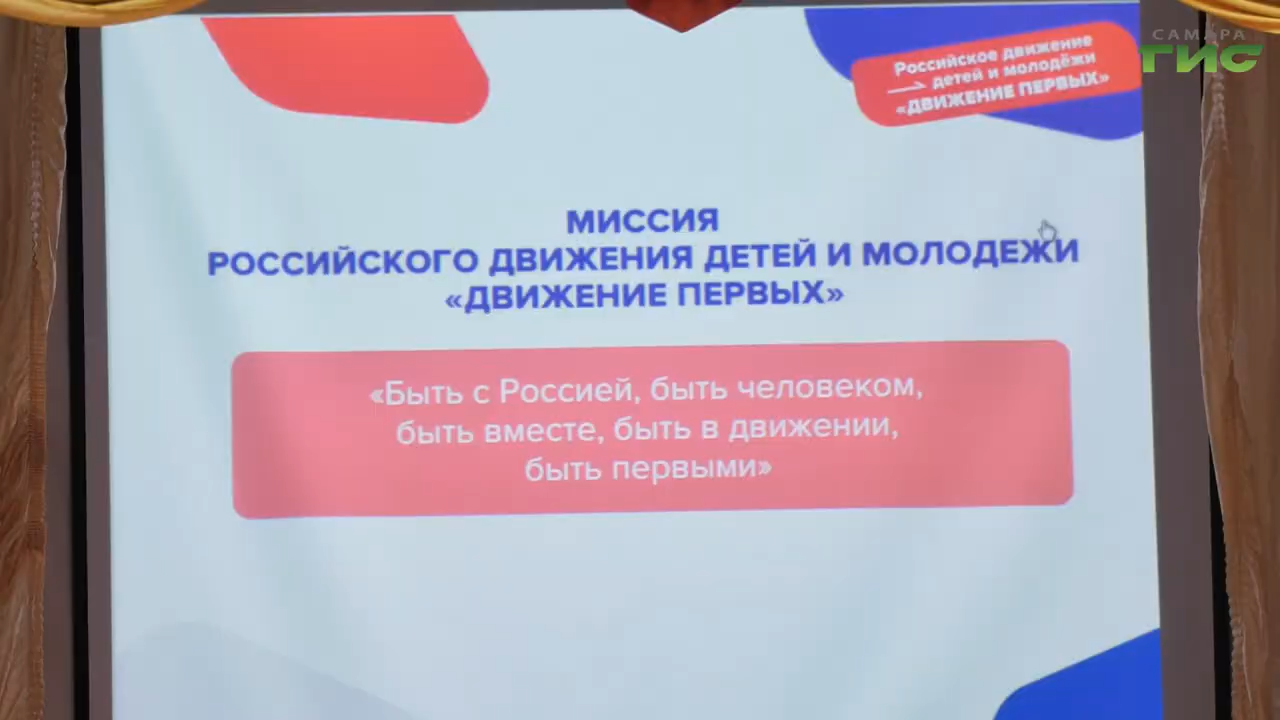 САМАРА
ГИС
Российское движение
детей и молодёжи
«ДВИЖЕНИЕ ПЕРВЫХ»
МИССИЯ
РОССИЙСКОГО ДВИЖЕНИЯ ДЕТЕЙ И МОЛОДЕЖИ
«ДВИЖЕНИЕ ПЕРВЫХ»
«Быть с Россией, быть человеком,
быть вместе, быть в движении,
быть первыми»